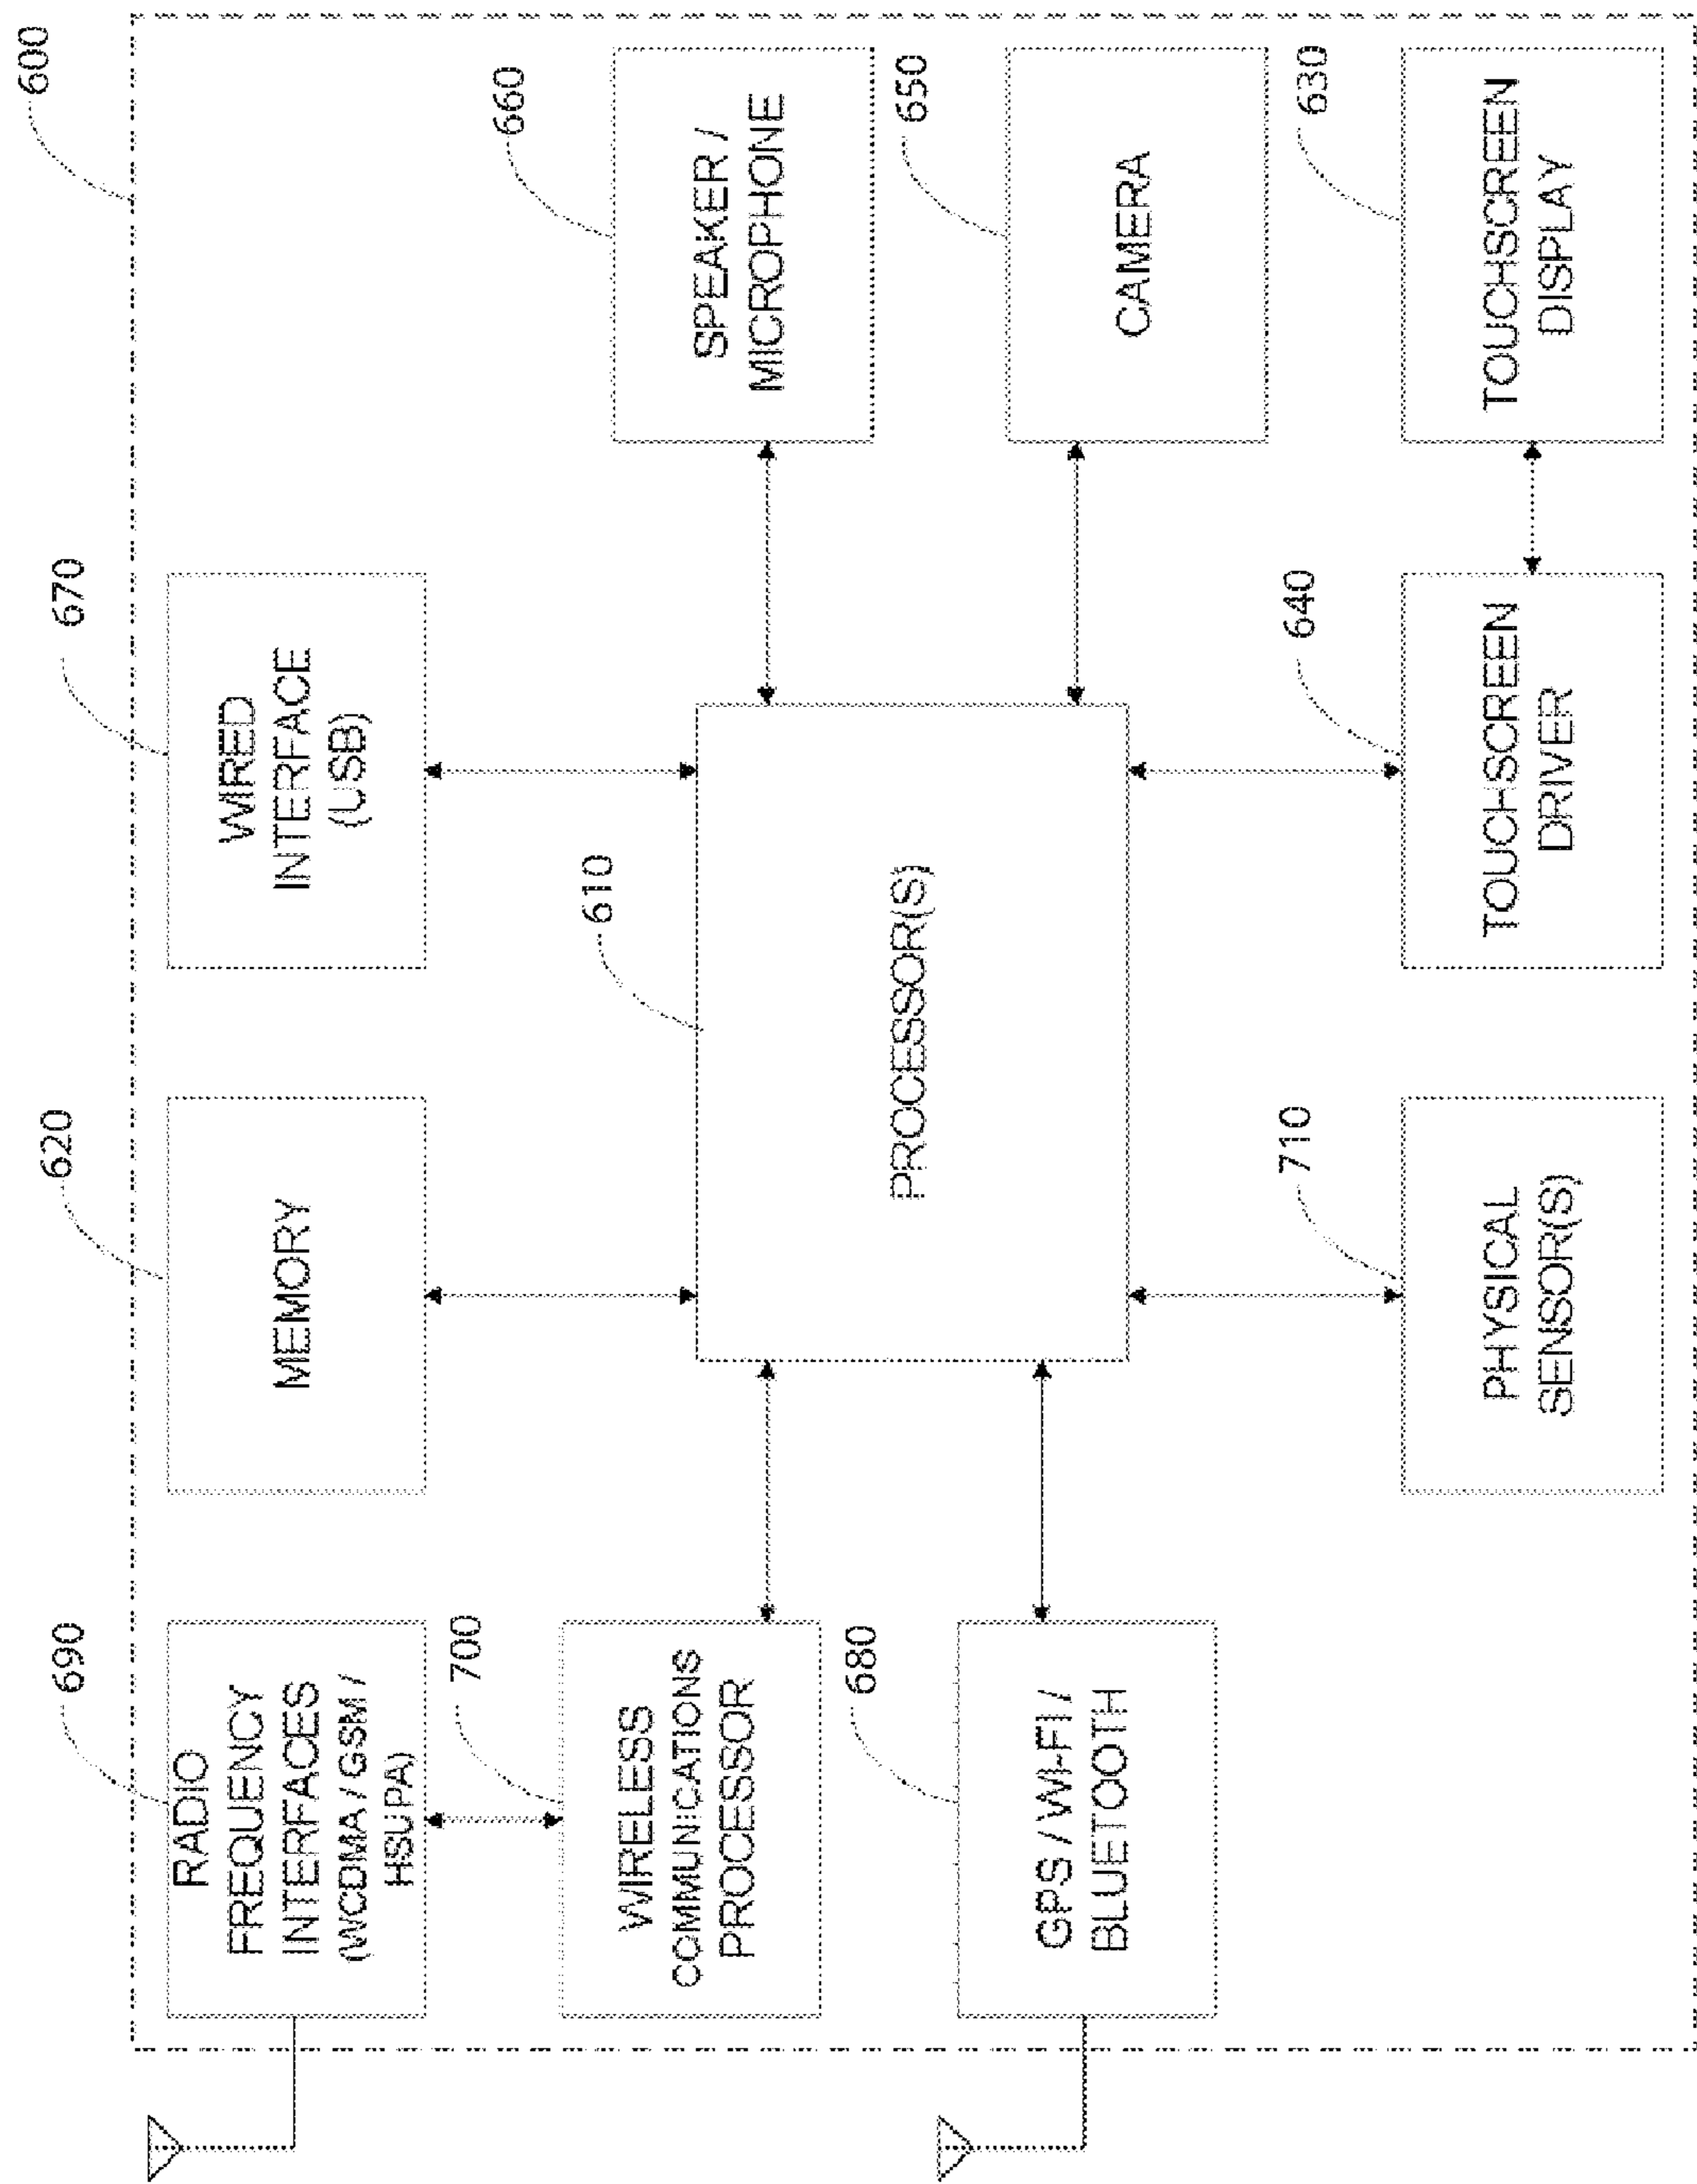 600
690
RADIO
FREQUENCY
INTERFACES
(WCDMA / GSM /
HSUPA)
620
MEMORY
670
WIRED
INTERFACE
(USB)
700
WIRELESS
COMMUNICATIONS
PROCESSOR
610
PROCESSOR(S)
660
SPEAKER /
MICROPHONE
680
GPS / WI-FI /
BLUETOOTH
650
CAMERA
710
PHYSICAL
SENSOR(S)
640
TOUCHSCREEN
DRIVER
630
TOUCHSCREEN
DISPLAY